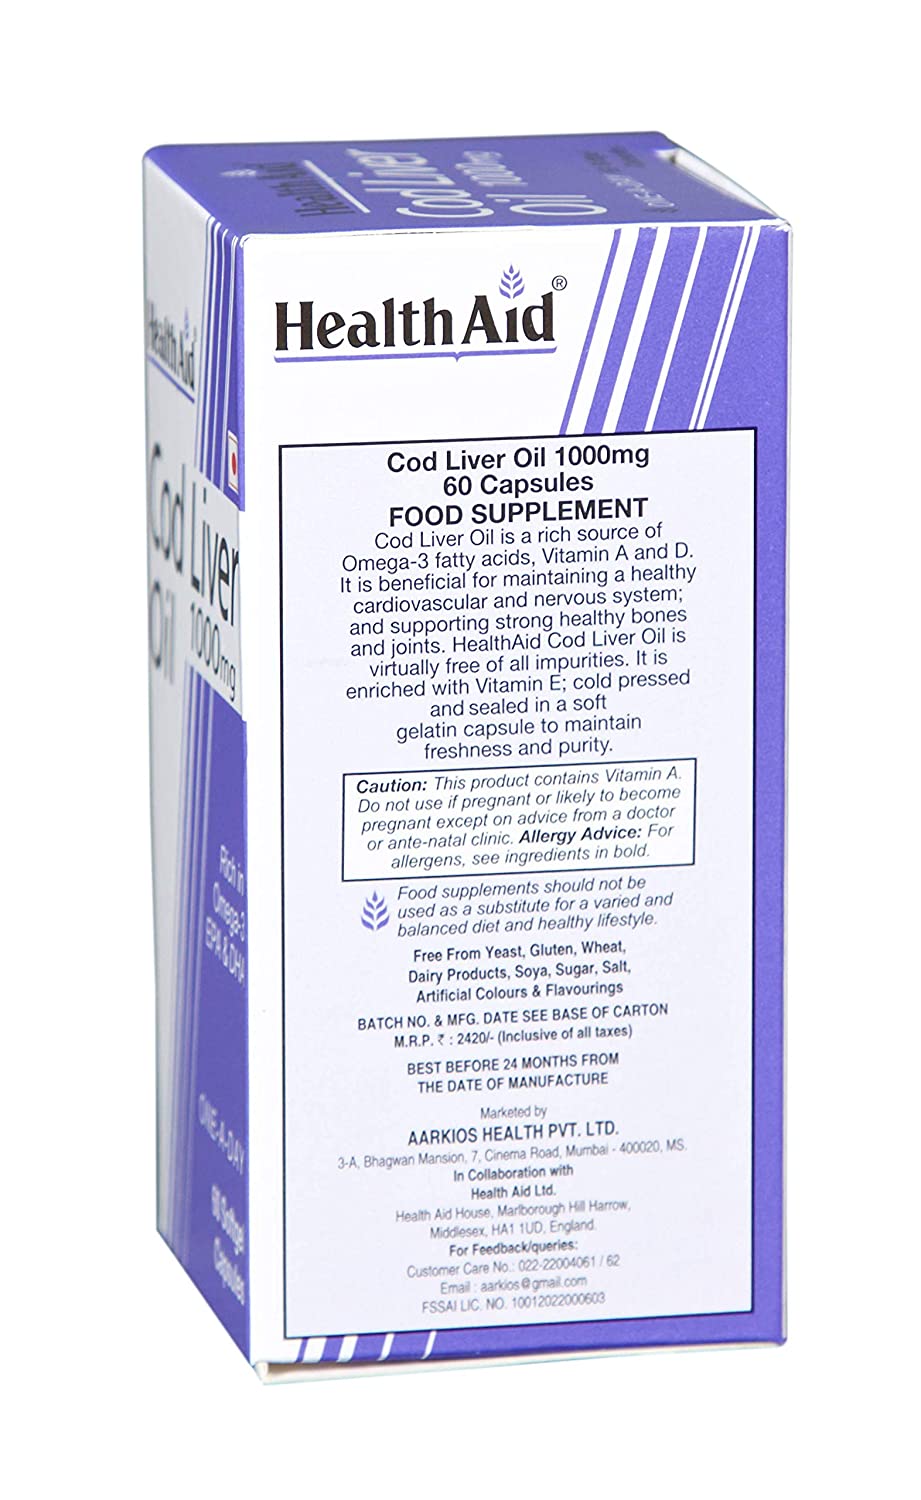 HealthAid
Cod Liver
Oil
1000mg
HealthAid®
Cod Liver Oil 1000mg
60 Capsules
FOOD SUPPLEMENT
Cod Liver Oil is a rich source of
Omega-3 fatty acids, Vitamin A and D.
It is beneficial for maintaining a healthy
cardiovascular and nervous system;
and supporting strong healthy bones
and joints. HealthAid Cod Liver Oil is
virtually free of all impurities. It is
enriched with Vitamin E; cold pressed
and sealed in a soft
gelatin capsule to maintain
freshness and purity.
Caution: This product contains Vitamin A.
Do not use if pregnant or likely to become
pregnant except on advice from a doctor
or ante-natal clinic. Allergy Advice: For
allergens, see ingredients in bold.
Food supplements should not be
used as a substitute for a varied and
balanced diet and healthy lifestyle.
Free From Yeast, Gluten, Wheat,
Dairy Products, Soya, Sugar, Salt,
Artificial Colours & Flavourings
BATCH NO. & MFG. DATE SEE BASE OF CARTON
M.R.P. ₹ : 2420/- (Inclusive of all taxes)
BEST BEFORE 24 MONTHS FROM
THE DATE OF MANUFACTURE
Marketed by
AARKIOS HEALTH PVT. LTD.
3-A, Bhagwan Mansion, 7, Cinema Road, Mumbai - 400020, MS.
In Collaboration with
Health Aid Ltd.
Health Aid House, Marlborough Hill Harrow,
Middlesex, HA1 1UD, England.
For Feedback/queries:
Customer Care No.: 022-22004061 / 62
Email : aarkios@gmail.com
FSSAI LIC. NO. 10012022000603
HealthAid
Cod Liver
Oil 1000mg
Rich in
Omega-3
EPA & DHA
ONE-A-DAY
60 Softgel
Capsules